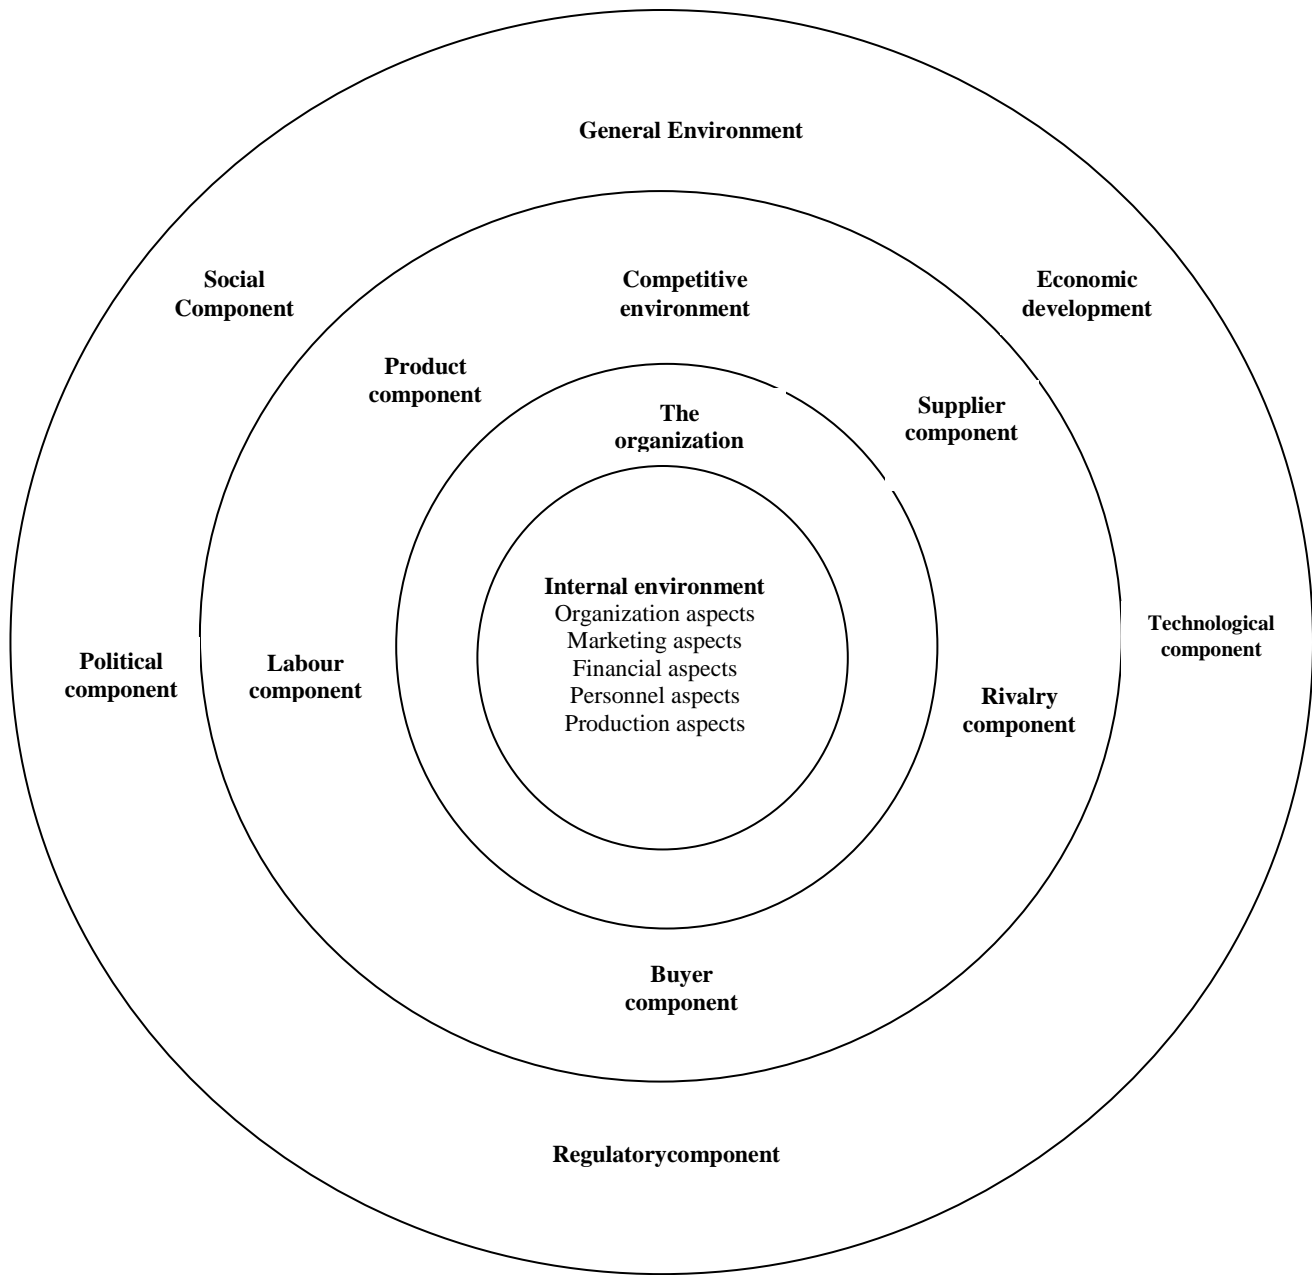 General Environment
Social
Component
Competitive
environment
Economic
development
Product
component
Supplier
component
The
organization
Internal environment
Organization aspects
Marketing aspects
Financial aspects
Personnel aspects
Production aspects
Technological
component
Political
component
Labour
component
Rivalry
component
Buyer
component
Regulatorycomponent